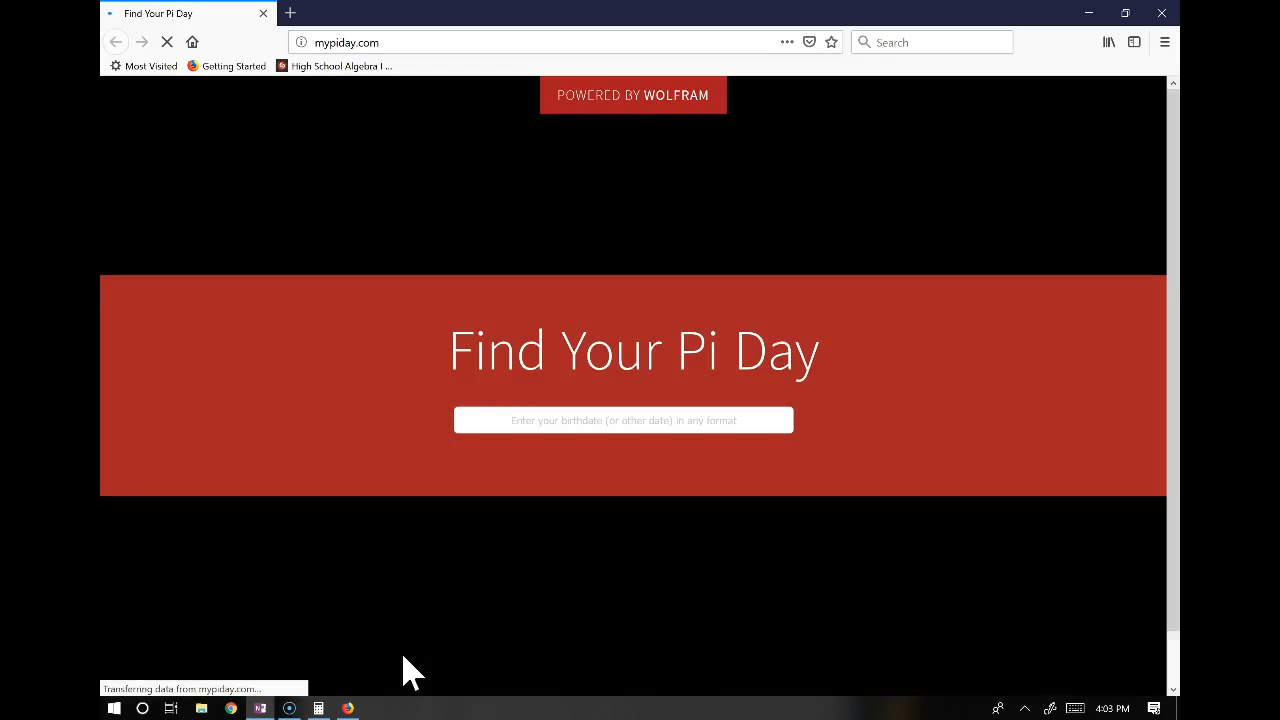 Find Your Pi Day
mypiday.com
Search
Most Visited
Getting Started
High School Algebra I ...
POWERED BY WOLFRAM
Find Your Pi Day
Enter your birthdate (or other date) in any format
Transferring data from mypiday.com...
4:03 PM